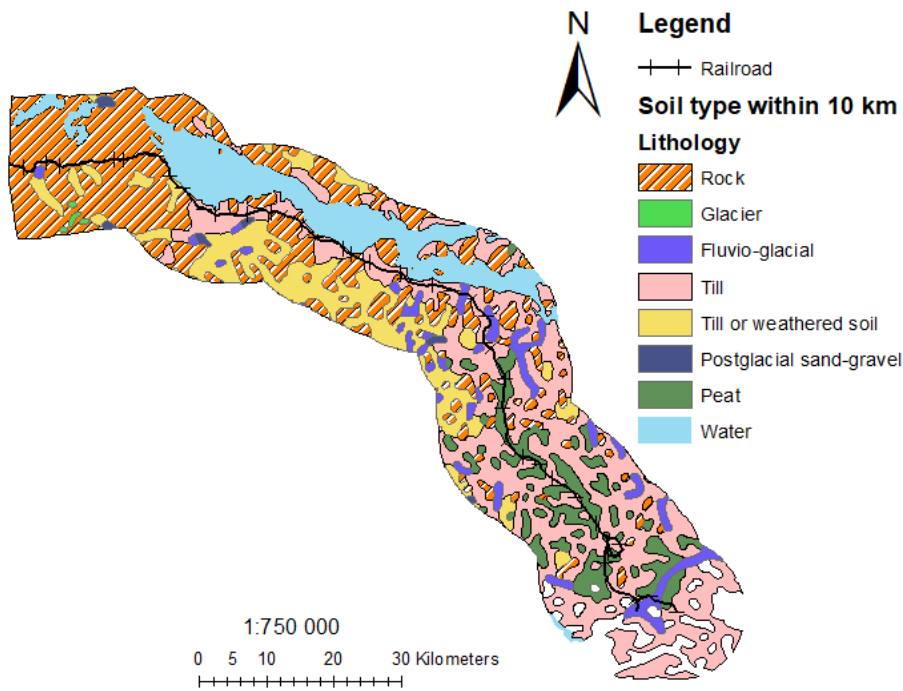 N
Legend
Railroad
Soil type within 10 km
Lithology
Rock
Glacier
Fluvio-glacial
Till
Till or weathered soil
Postglacial sand-gravel
Peat
Water
1:750 000
0 5 10 20 30 Kilometers